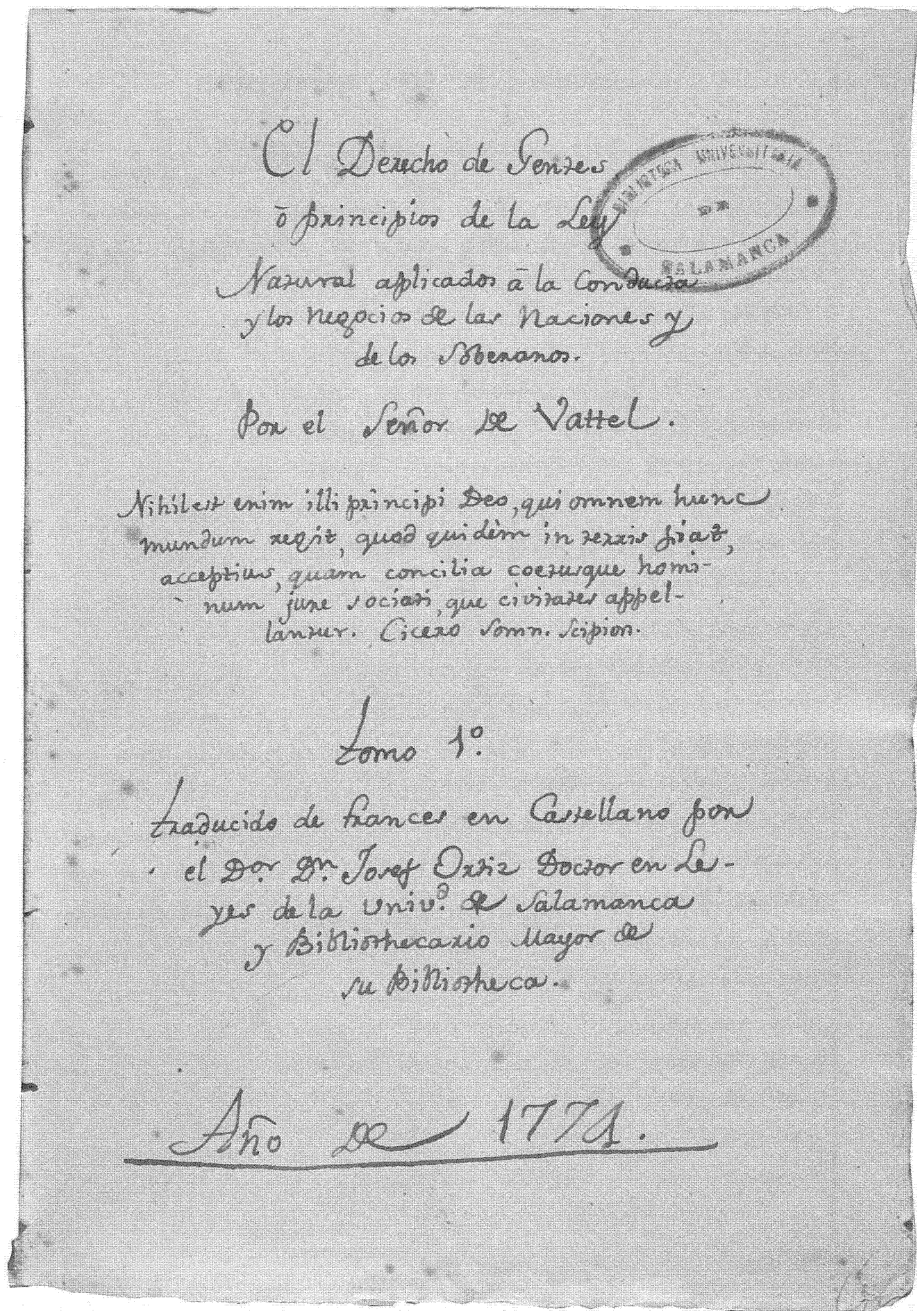 El Derecho de Gentes
ō principios de la Ley
Natural aplicados ā la Conducta
y los Negocios de las Naciones y
de los Soberanos.
Por el Señor de Vattel.
Nihil est enim illi principi Deo, qui omnem hunc
mundum regit, quod quidèm in terris fiat,
acceptius, quam concilia coetusque homi-
num jure sociati, que civitates appel-
lantur. Cicero Somn. Scipion.
tomo 1º.
traducido de frances en Castellano por
el Dor. Dn. Josef Ortiz Doctor en Le-
yes de la Univd. de Salamanca
y Bibliothecario Mayor de
su Bibliotheca.
Año de
BIBLIOTECA UNIVERSITARIA
DE
SALAMANCA